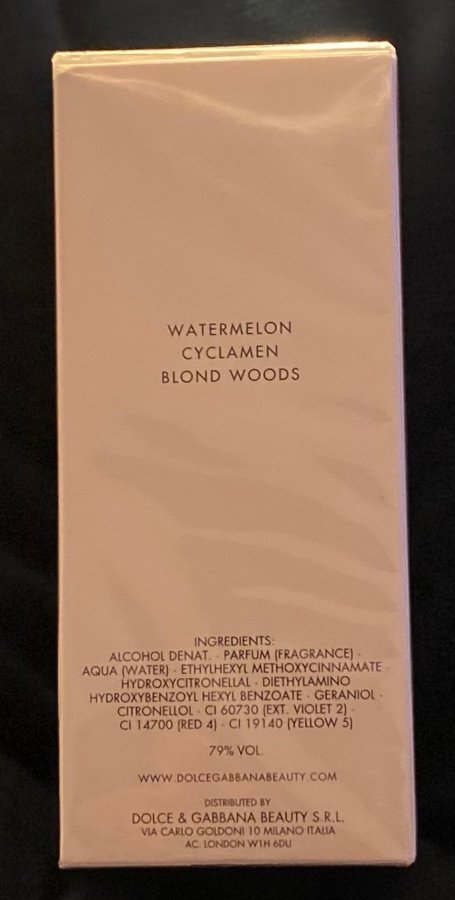 WATERMELON
CYCLAMEN
BLOND WOODS
INGREDIENTS:
ALCOHOL DENAT. · PARFUM (FRAGRANCE) ·
AQUA (WATER) · ETHYLHEXYL METHOXYCINNAMATE ·
HYDROXYCITRONELLAL · DIETHYLAMINO
HYDROXYBENZOYL HEXYL BENZOATE · GERANIOL ·
CITRONELLOL · CI 60730 (EXT. VIOLET 2) ·
CI 14700 (RED 4) · CI 19140 (YELLOW 5)
79% VOL.
WWW.DOLCEGABBANABEAUTY.COM
DISTRIBUTED BY
DOLCE & GABBANA BEAUTY S.R.L.
VIA CARLO GOLDONI 10 MILANO ITALIA
AC. LONDON W1H 6DU